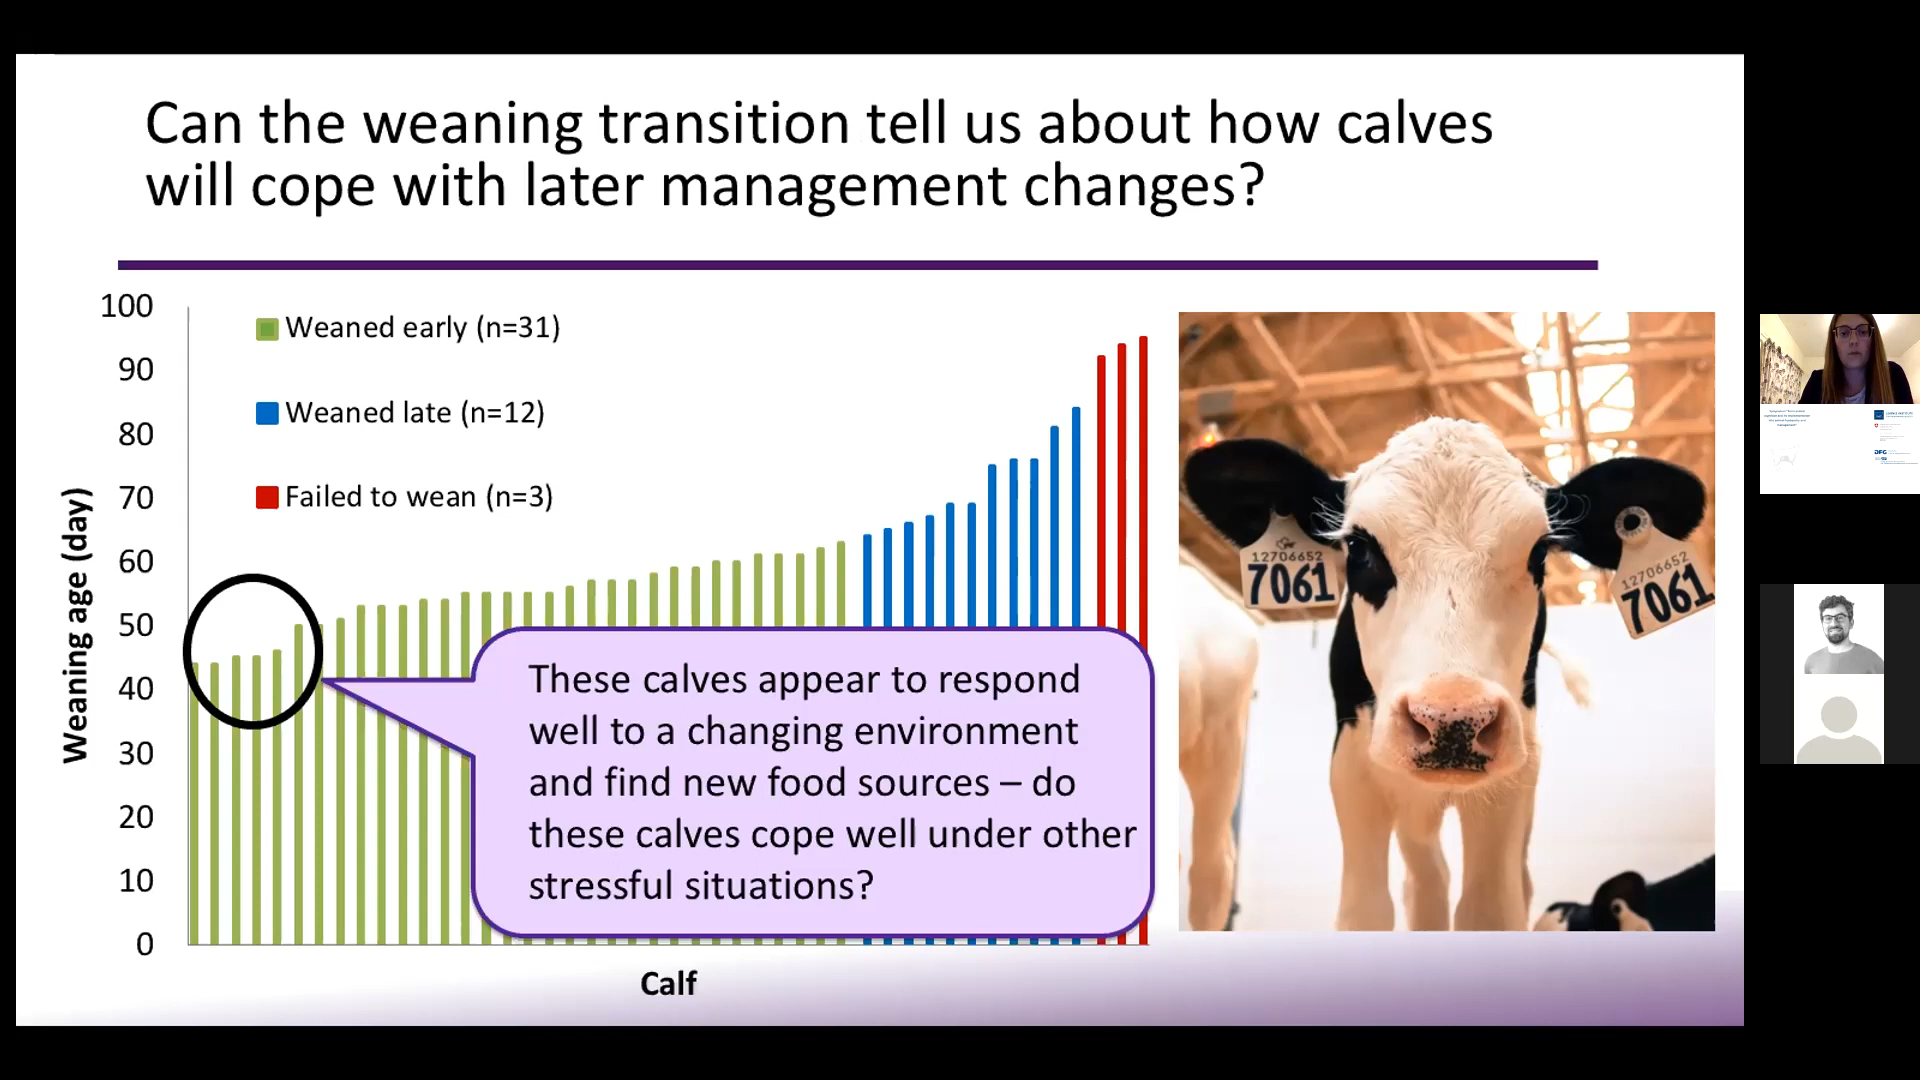 Can the weaning transition tell us about how calves
will cope with later management changes?
100
90
80
70
60
50
40
30
20
10
0
Weaning age (day)
Weaned early (n=31)
Weaned late (n=12)
Failed to wean (n=3)
These calves appear to respond
well to a changing environment
and find new food sources – do
these calves cope well under other
stressful situations?
Calf
12706652
7061
12706652
7061
DFG